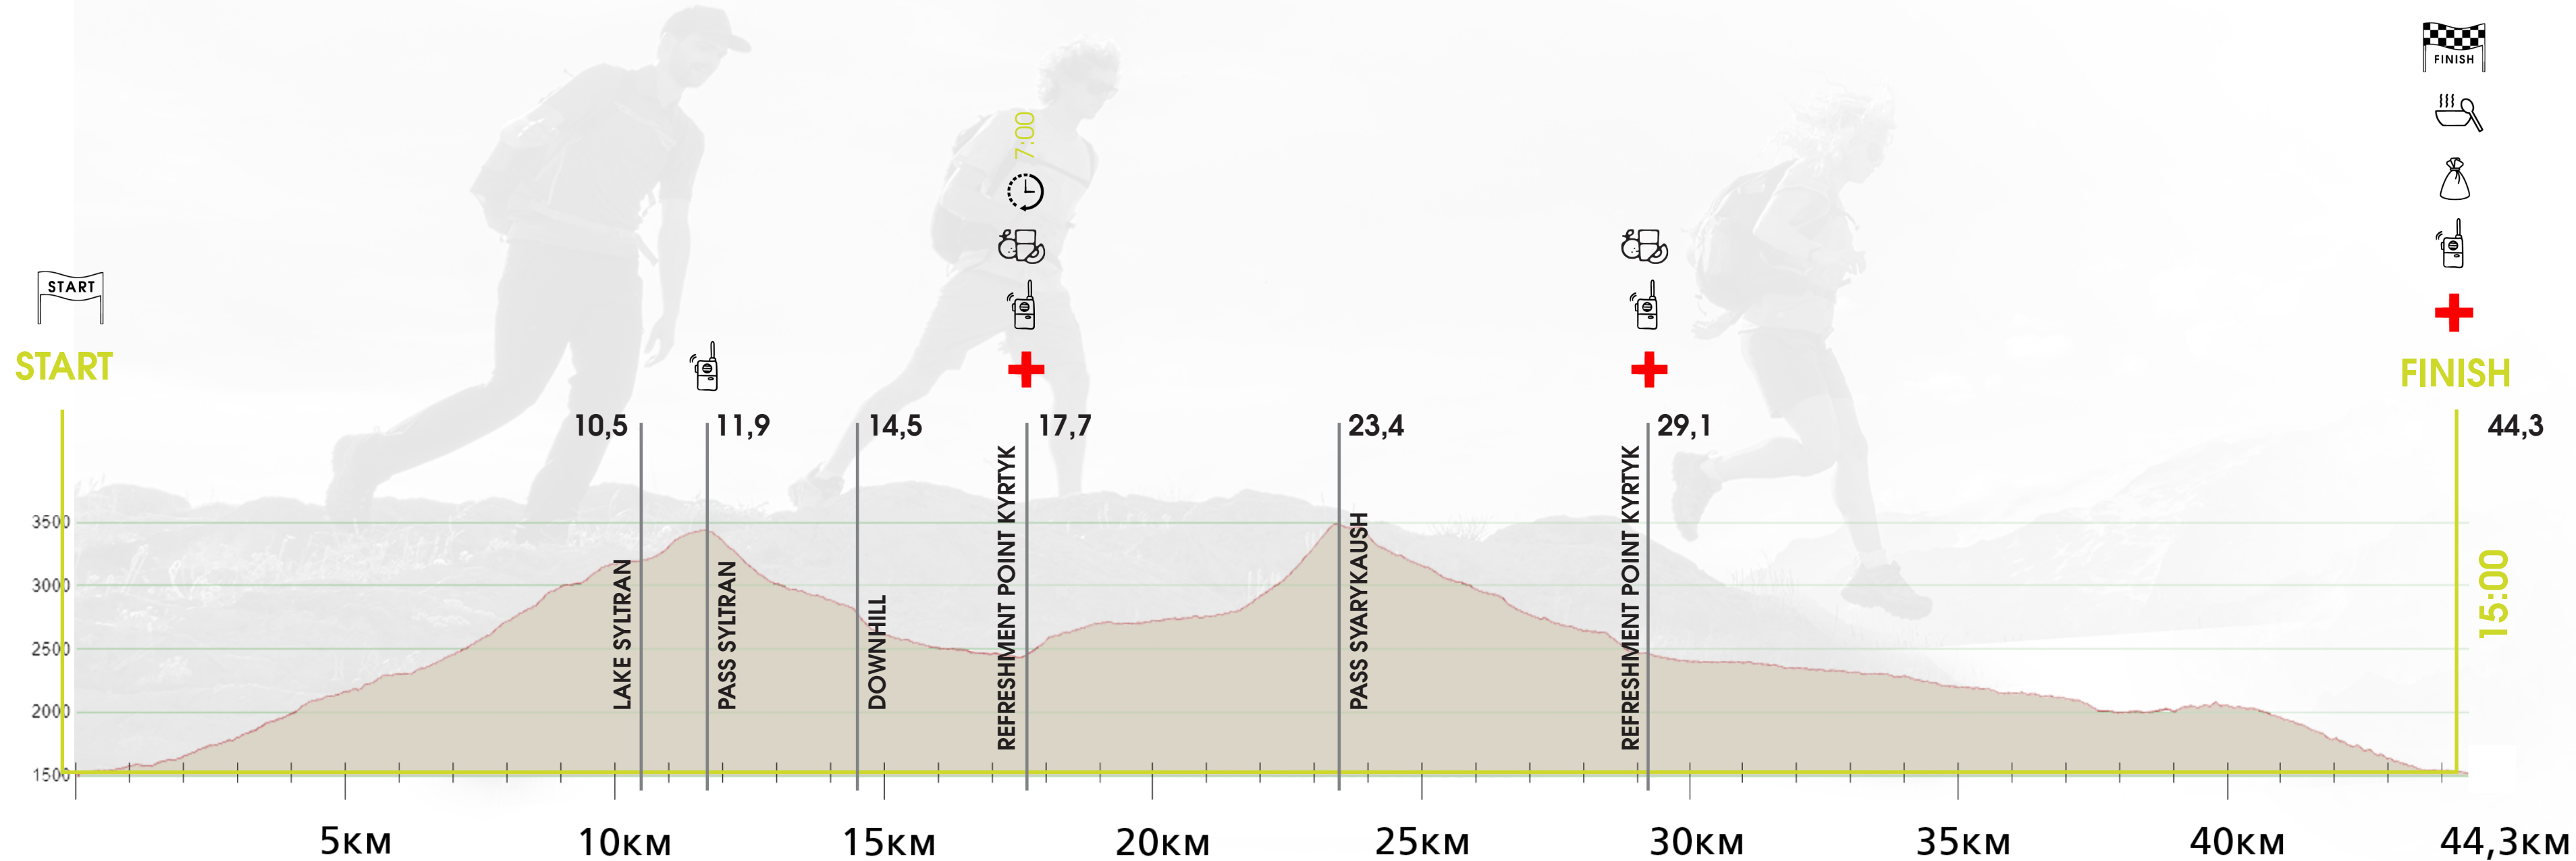 FINISH
7:00
START
START
FINISH
10,5
11,9
14,5
17,7
23,4
29,1
44,3
LAKE SYLTRAN
PASS SYLTRAN
DOWNHILL
REFRESHMENT POINT KYRTYK
PASS SYARYKAUSH
REFRESHMENT POINT KYRTYK
15:00
3500
3000
2500
2000
1500
5КМ
10КМ
15КМ
20КМ
25КМ
30КМ
35КМ
40КМ
44,3КМ